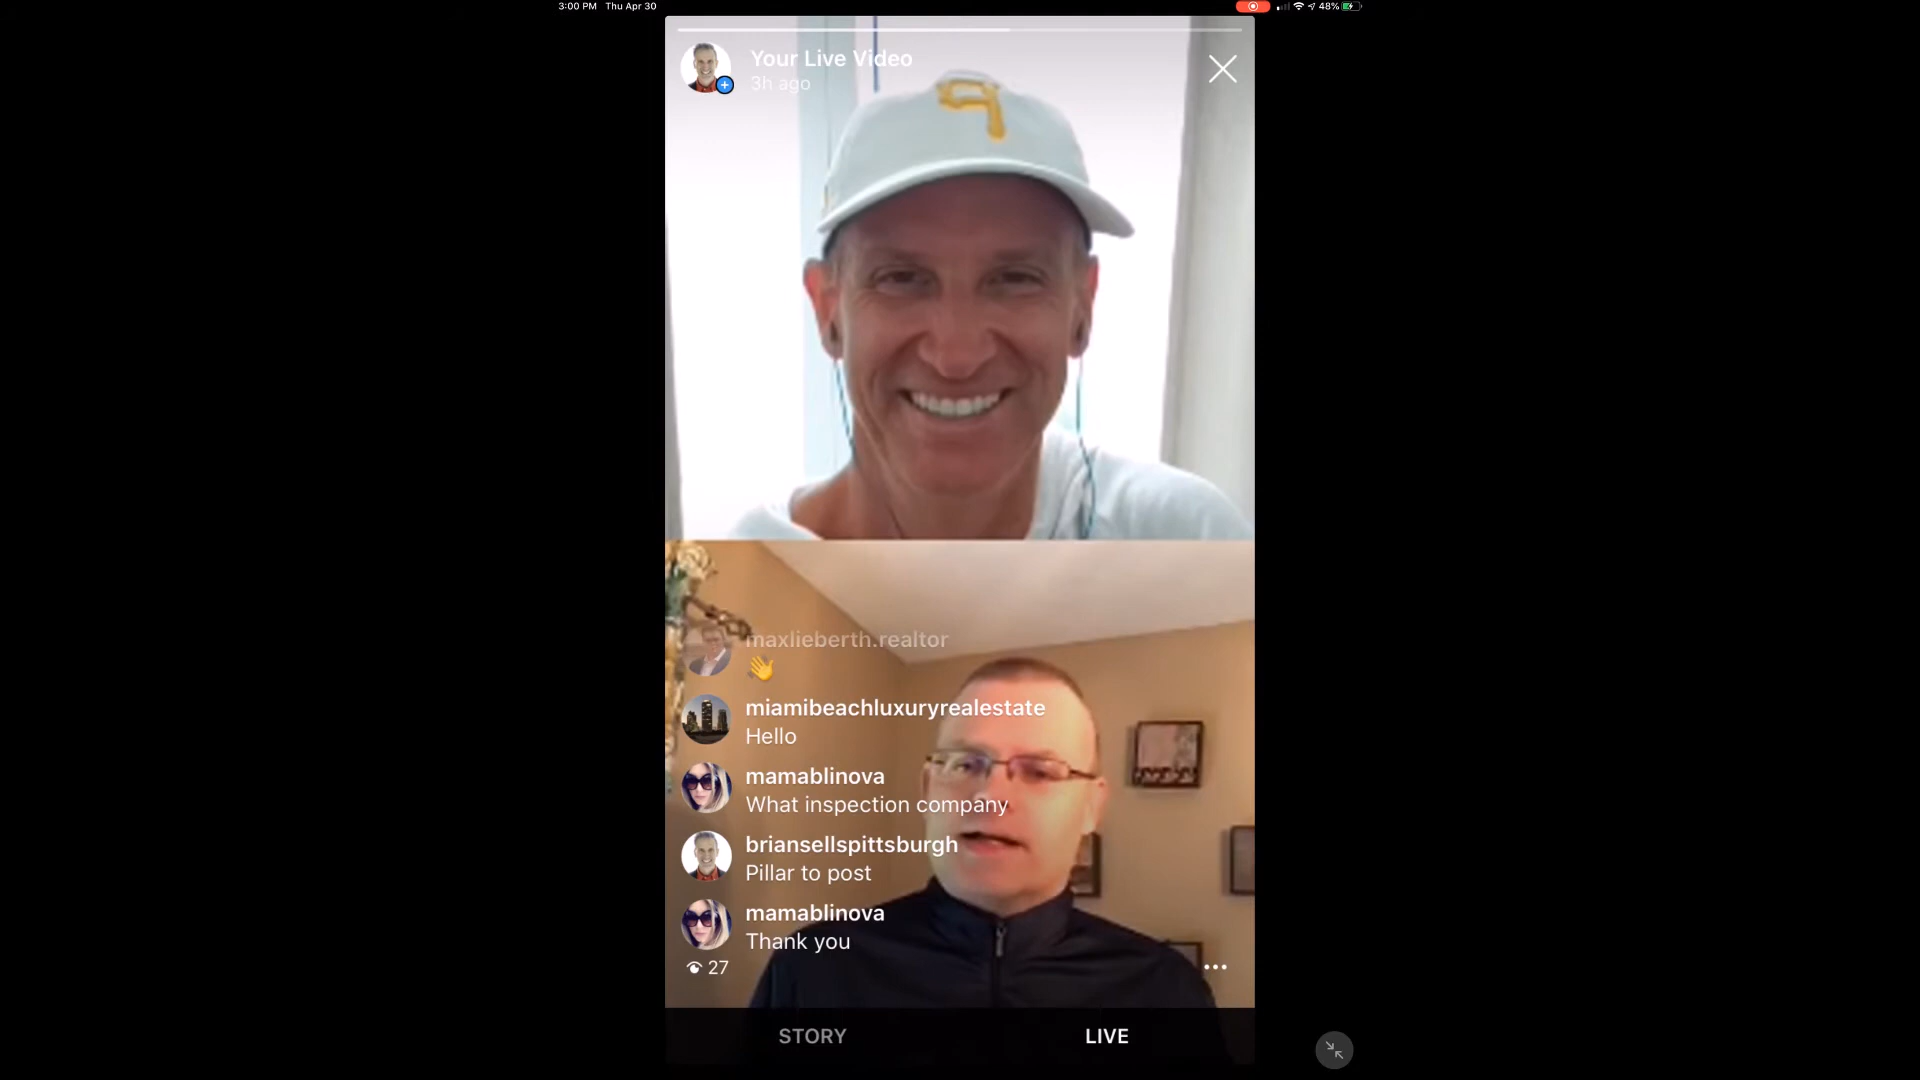 3:00 PM Thu Apr 30
48%
Your Live Video
3h ago
maxlieberth.realtor
👋
miamibeachluxuryrealestate
Hello
mamablinova
What inspection company
briansellspittsburgh
Pillar to post
mamablinova
Thank you
27
STORY
LIVE